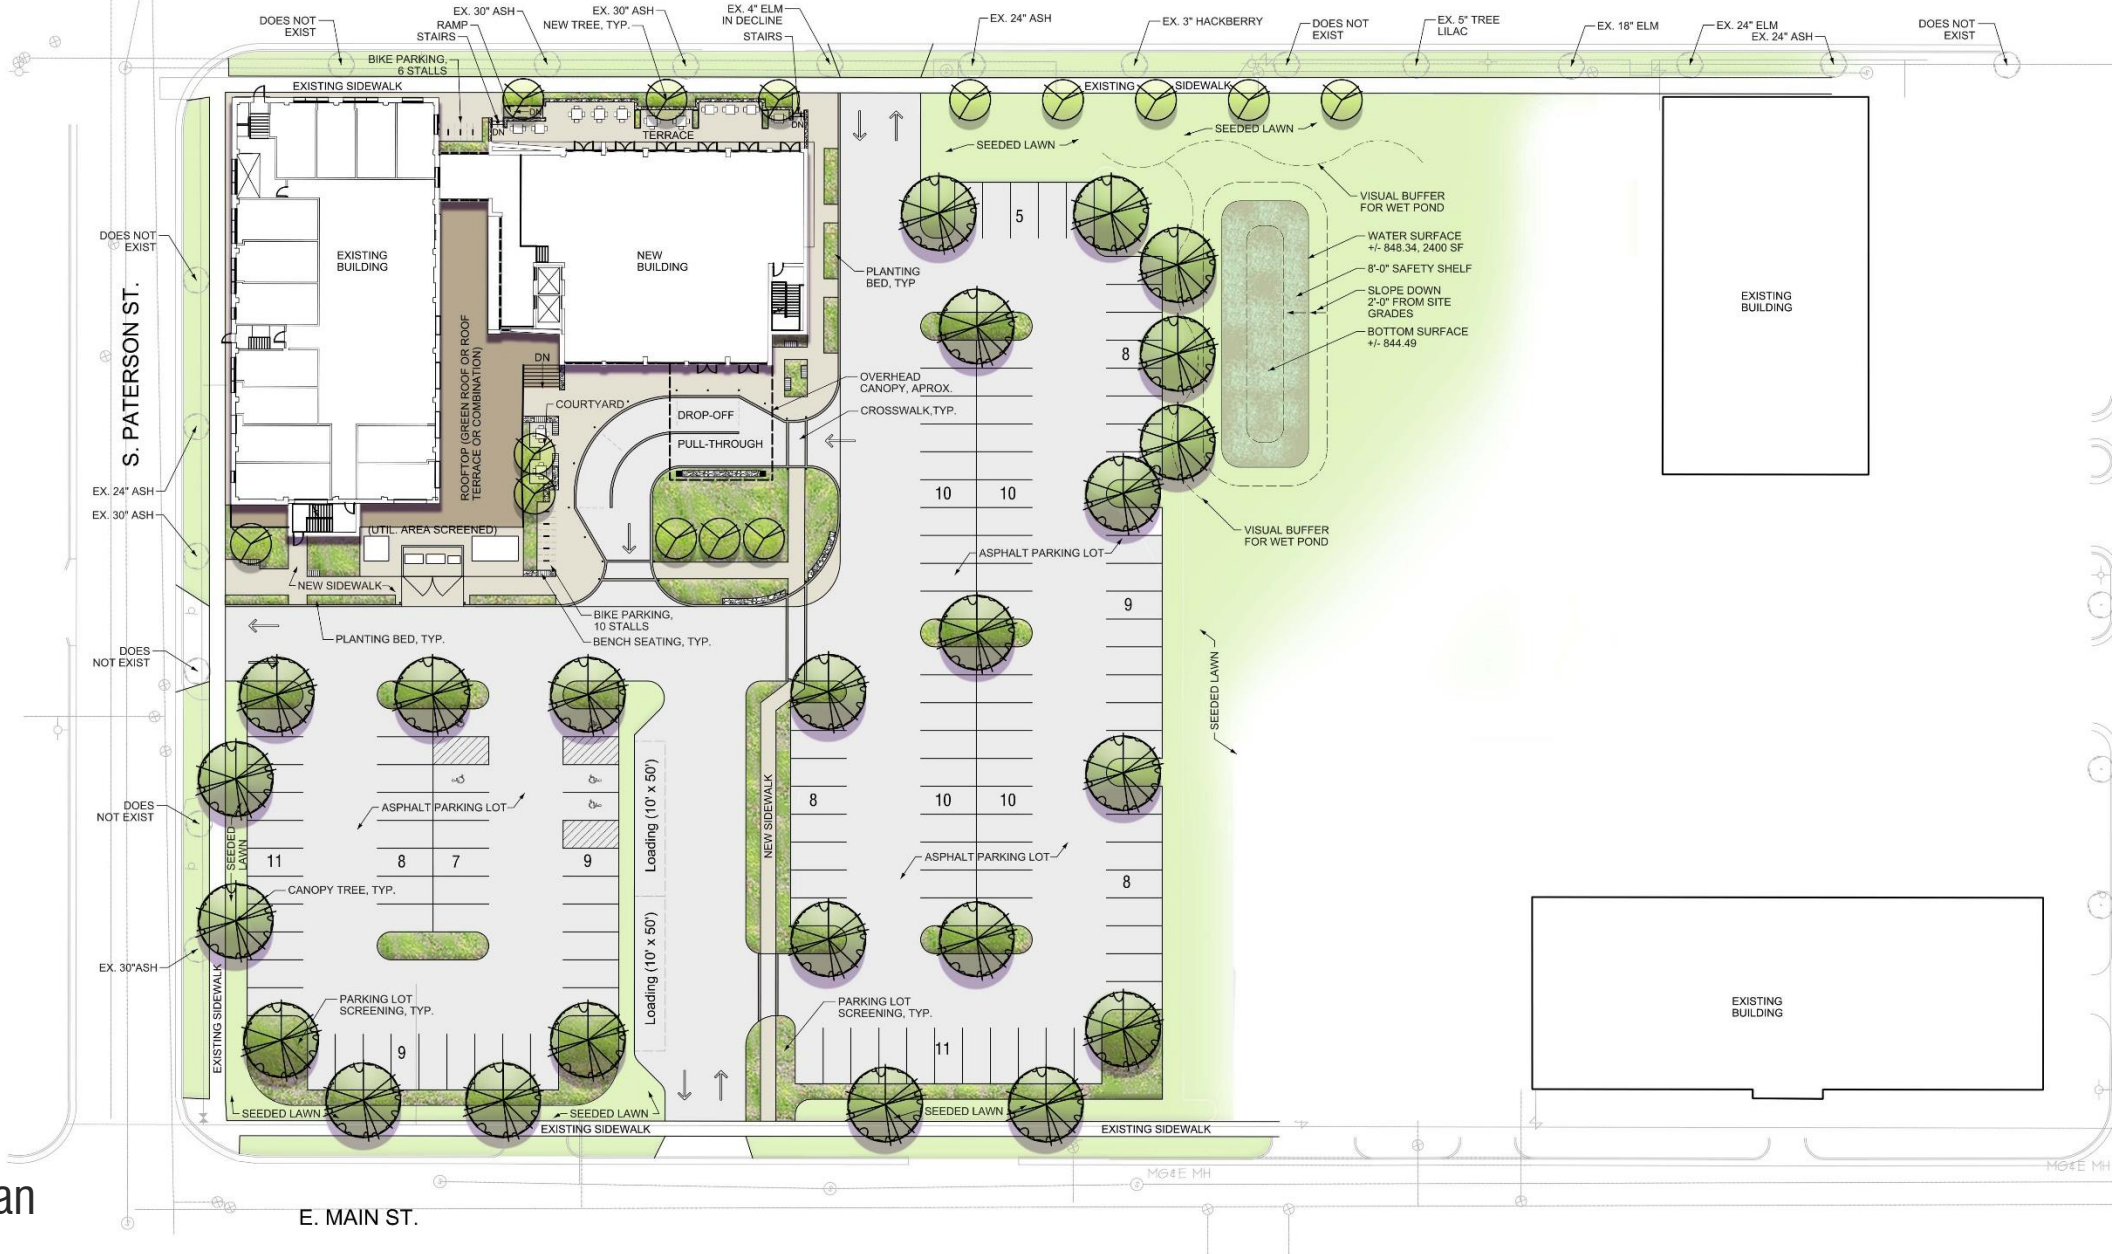 DOES NOT
EXIST
EX. 30" ASH
RAMP
STAIRS
BIKE PARKING,
6 STALLS
EX. 30" ASH
NEW TREE, TYP.
EX. 4" ELM
IN DECLINE
STAIRS
EX. 24" ASH
EX. 3" HACKBERRY
DOES NOT
EXIST
EX. 5" TREE
LILAC
EX. 18" ELM
EX. 24" ELM
EX. 24" ASH
DOES NOT
EXIST
EXISTING SIDEWALK
EXISTING SIDEWALK
DN
DN
DN
TERRACE
SEEDED LAWN
SEEDED LAWN
VISUAL BUFFER
FOR WET POND
WATER SURFACE
+/- 848.34, 2400 SF
8'-0" SAFETY SHELF
SLOPE DOWN
2'-0" FROM SITE
GRADES
BOTTOM SURFACE
+/- 844.49
EXISTING
BUILDING
DOES NOT
EXIST
S. PATERSON ST.
EXISTING
BUILDING
NEW
BUILDING
PLANTING
BED, TYP
5
8
ROOFTOP (GREEN ROOF OR ROOF
TERRACE OR COMBINATION)
DN
COURTYARD
DROP-OFF
PULL-THROUGH
OVERHEAD
CANOPY, APROX.
CROSSWALK,TYP.
EX. 24" ASH
EX. 30" ASH
10
10
(UTIL. AREA SCREENED)
VISUAL BUFFER
FOR WET POND
ASPHALT PARKING LOT
NEW SIDEWALK
BIKE PARKING,
10 STALLS
BENCH SEATING, TYP.
PLANTING BED, TYP.
9
DOES
NOT EXIST
SEEDED LAWN
DOES
NOT EXIST
ASPHALT PARKING LOT
Loading (10' x 50')
NEW SIDEWALK
8
10
10
SEEDED
LAWN
11
8
7
9
ASPHALT PARKING LOT
8
CANOPY TREE, TYP.
EX. 30"ASH
Loading (10' x 50')
PARKING LOT
SCREENING, TYP.
PARKING LOT
SCREENING, TYP.
EXISTING
BUILDING
EXISTING SIDEWALK
9
11
SEEDED LAWN
SEEDED LAWN
SEEDED LAWN
EXISTING SIDEWALK
EXISTING SIDEWALK
MG&E MH
MG&E MH
an
E. MAIN ST.